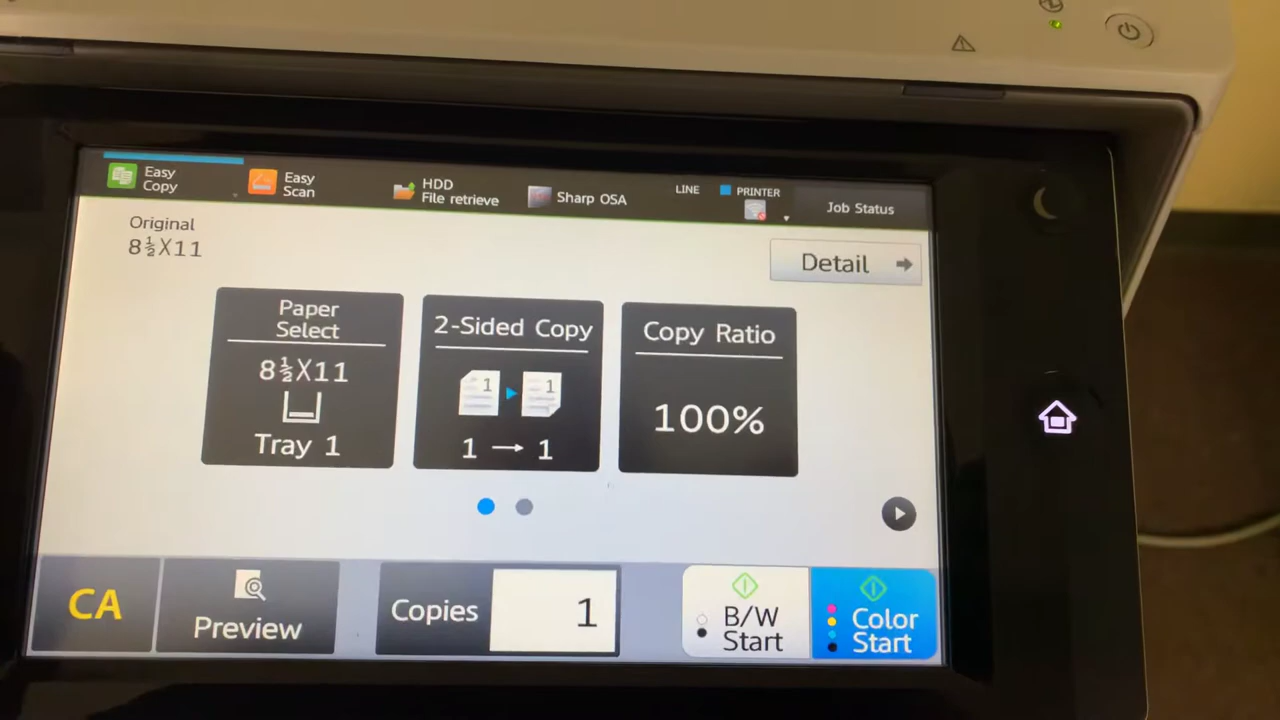 Easy
Copy
Easy
Scan
HDD
File retrieve
Sharp OSA
LINE
PRINTER
Job Status
Original
8½X11
Detail
Paper
Select
8½X11
Tray 1
2-Sided Copy
1 1
1 → 1
Copy Ratio
100%
CA
Preview
Copies 1
B/W
Start
Color
Start